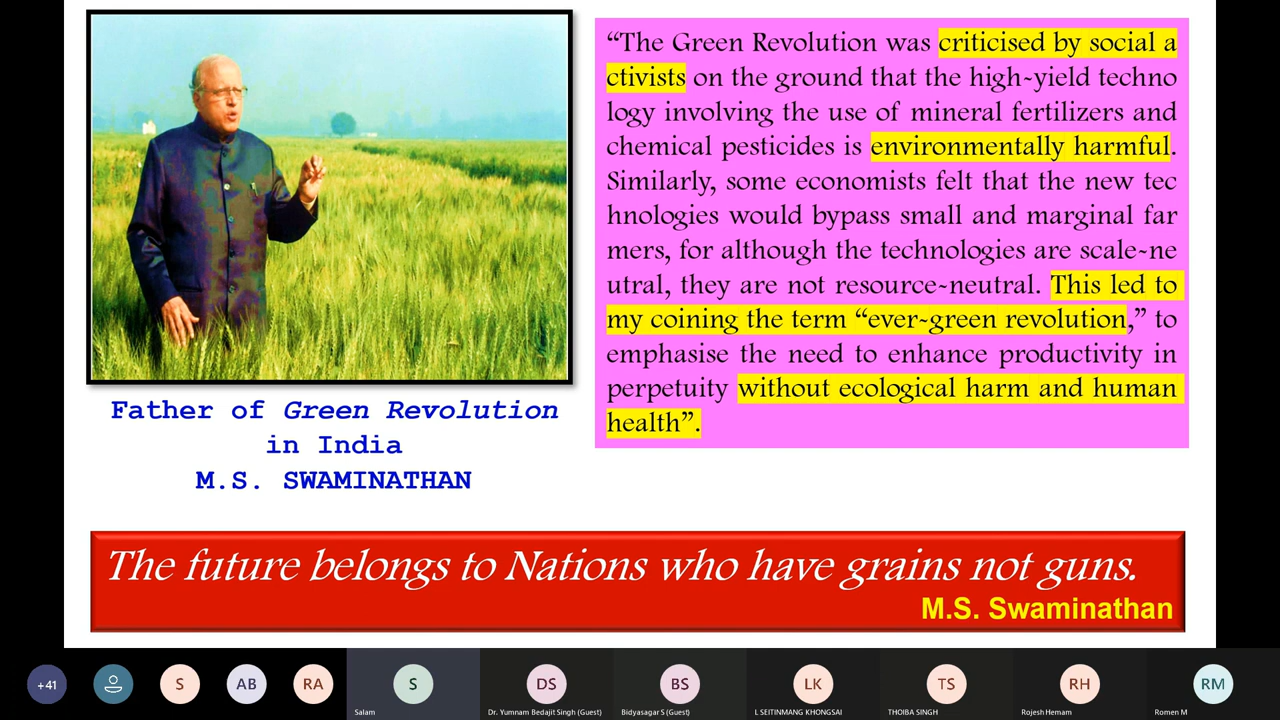 “The Green Revolution was criticised by social a
ctivists on the ground that the high-yield techno
logy involving the use of mineral fertilizers and
chemical pesticides is environmentally harmful.
Similarly, some economists felt that the new tec
hnologies would bypass small and marginal far
mers, for although the technologies are scale-ne
utral, they are not resource-neutral. This led to
my coining the term “ever-green revolution,” to
emphasise the need to enhance productivity in
perpetuity without ecological harm and human
health”.
Father of Green Revolution
in India
M.S. SWAMINATHAN
The future belongs to Nations who have grains not guns.
M.S. Swaminathan
+41
S
AB
RA
S
DS
BS
LK
TS
RH
RM
Salam
Dr. Yumnam Bedajit Singh (Guest)
Bidyasagar S (Guest)
L SEITINMANG KHONGSAI
THOIBA SINGH
Rojesh Hemam
Romen M